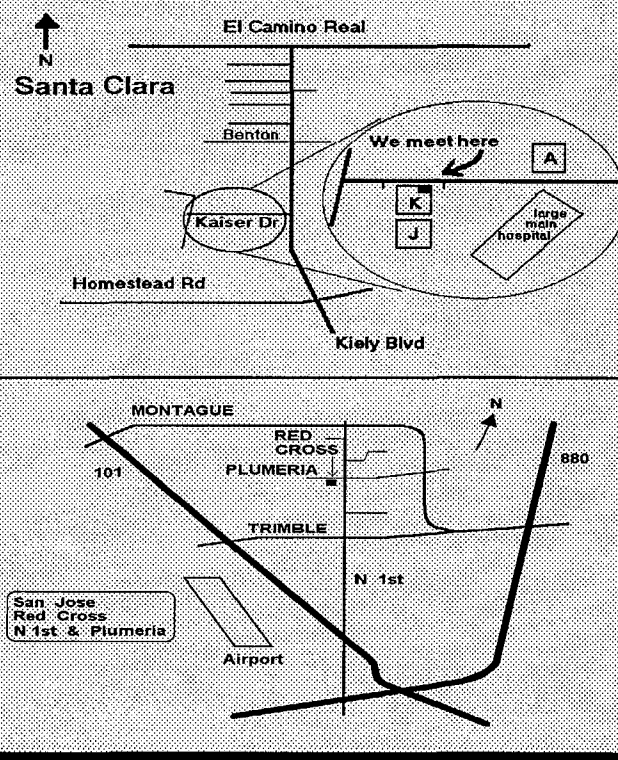 El Camino Real
N
Santa Clara
Benton
We meet here
A
K
J
large
main
hospital
Kaiser Dr
Homestead Rd
Kiely Blvd
N
MONTAGUE
RED
CROSS
880
101
PLUMERIA
TRIMBLE
N 1st
San Jose
Red Cross
N 1st & Plumeria
Airport